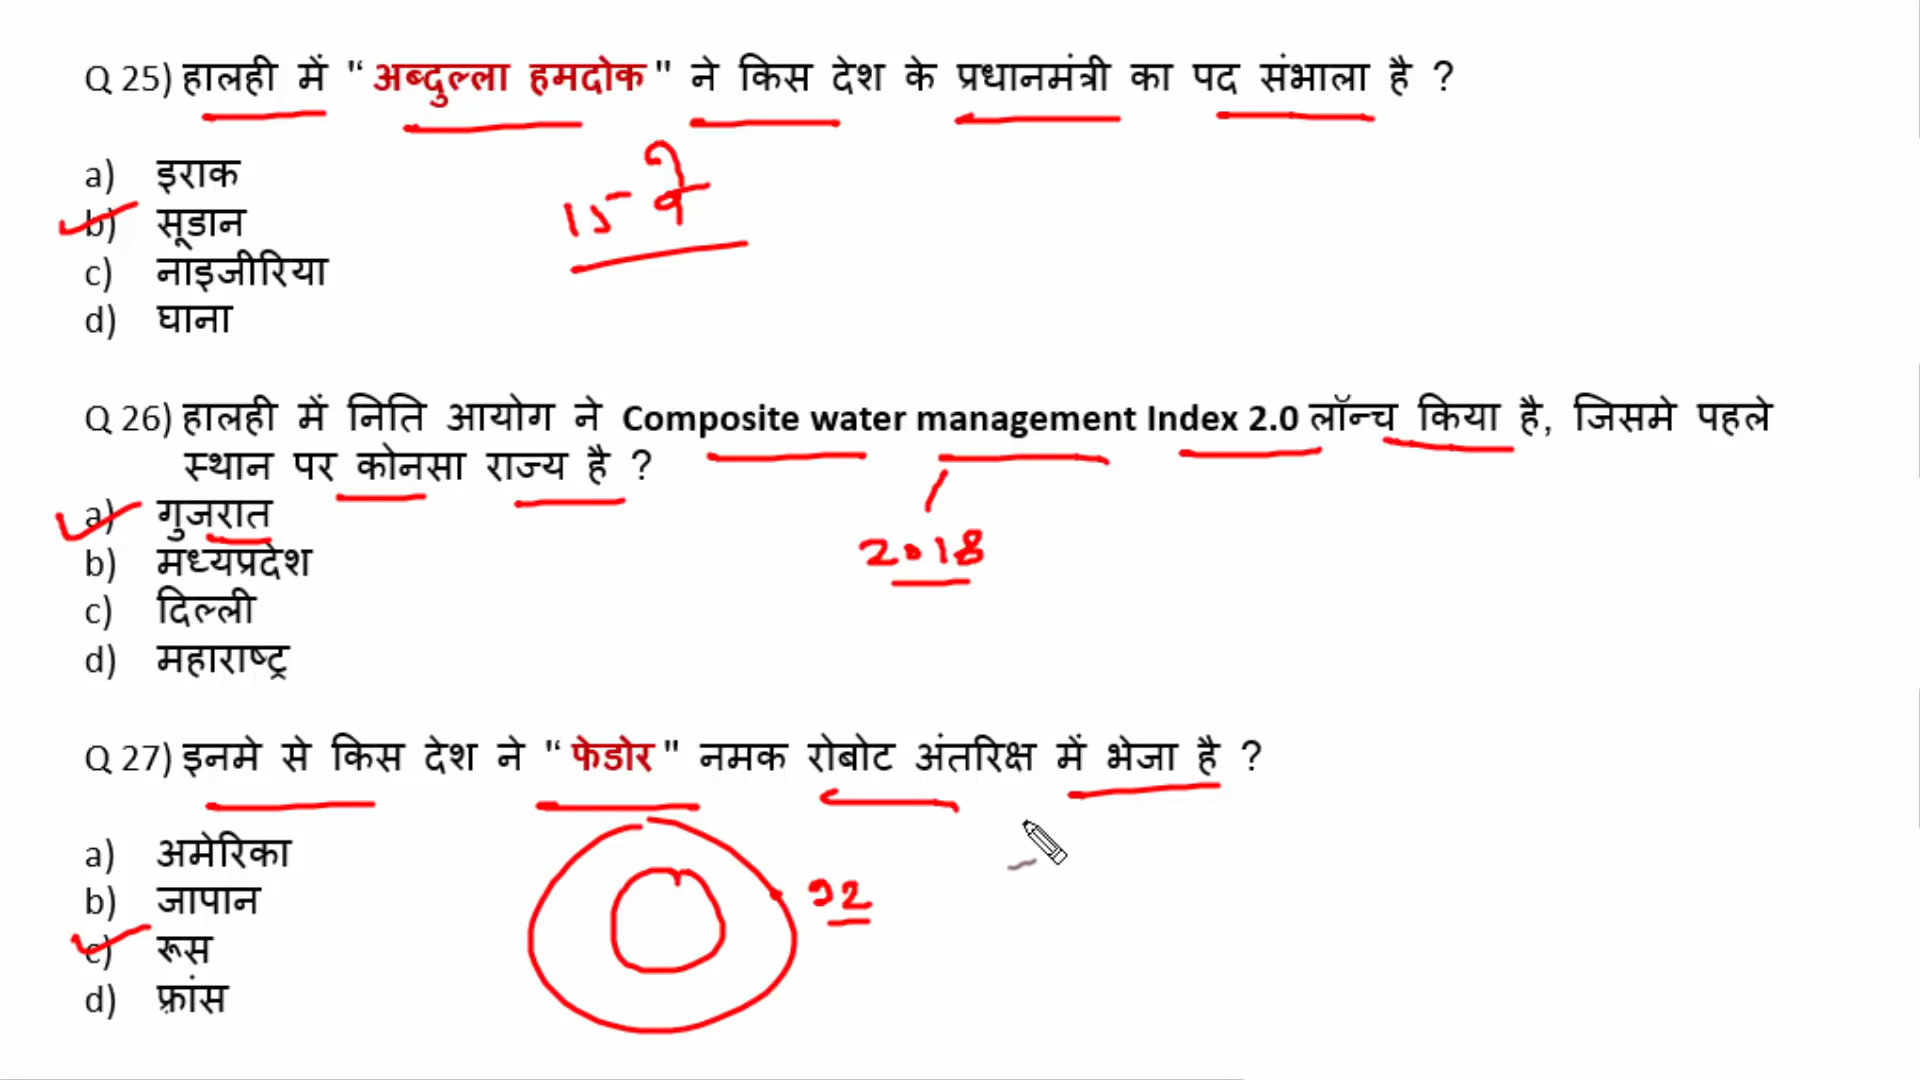 Q 25) हालही में " अब्दुल्ला हमदोक " ने किस देश के प्रधानमंत्री का पद संभाला है ?
15
a) इराक
b) सूडान
c) नाइजीरिया
d) घाना
Q 26) हालही में निति आयोग ने Composite water management Index 2.0 लॉन्च किया है, जिसमे पहले
स्थान पर कोनसा राज्य है ?
a) गुजरात
2018
b) मध्यप्रदेश
c) दिल्ली
d) महाराष्ट्र
Q 27) इनमे से किस देश ने " फेडोर " नमक रोबोट अंतरिक्ष में भेजा है ?
a) अमेरिका
b) जापान
c) रूस
d) फ़्रांस